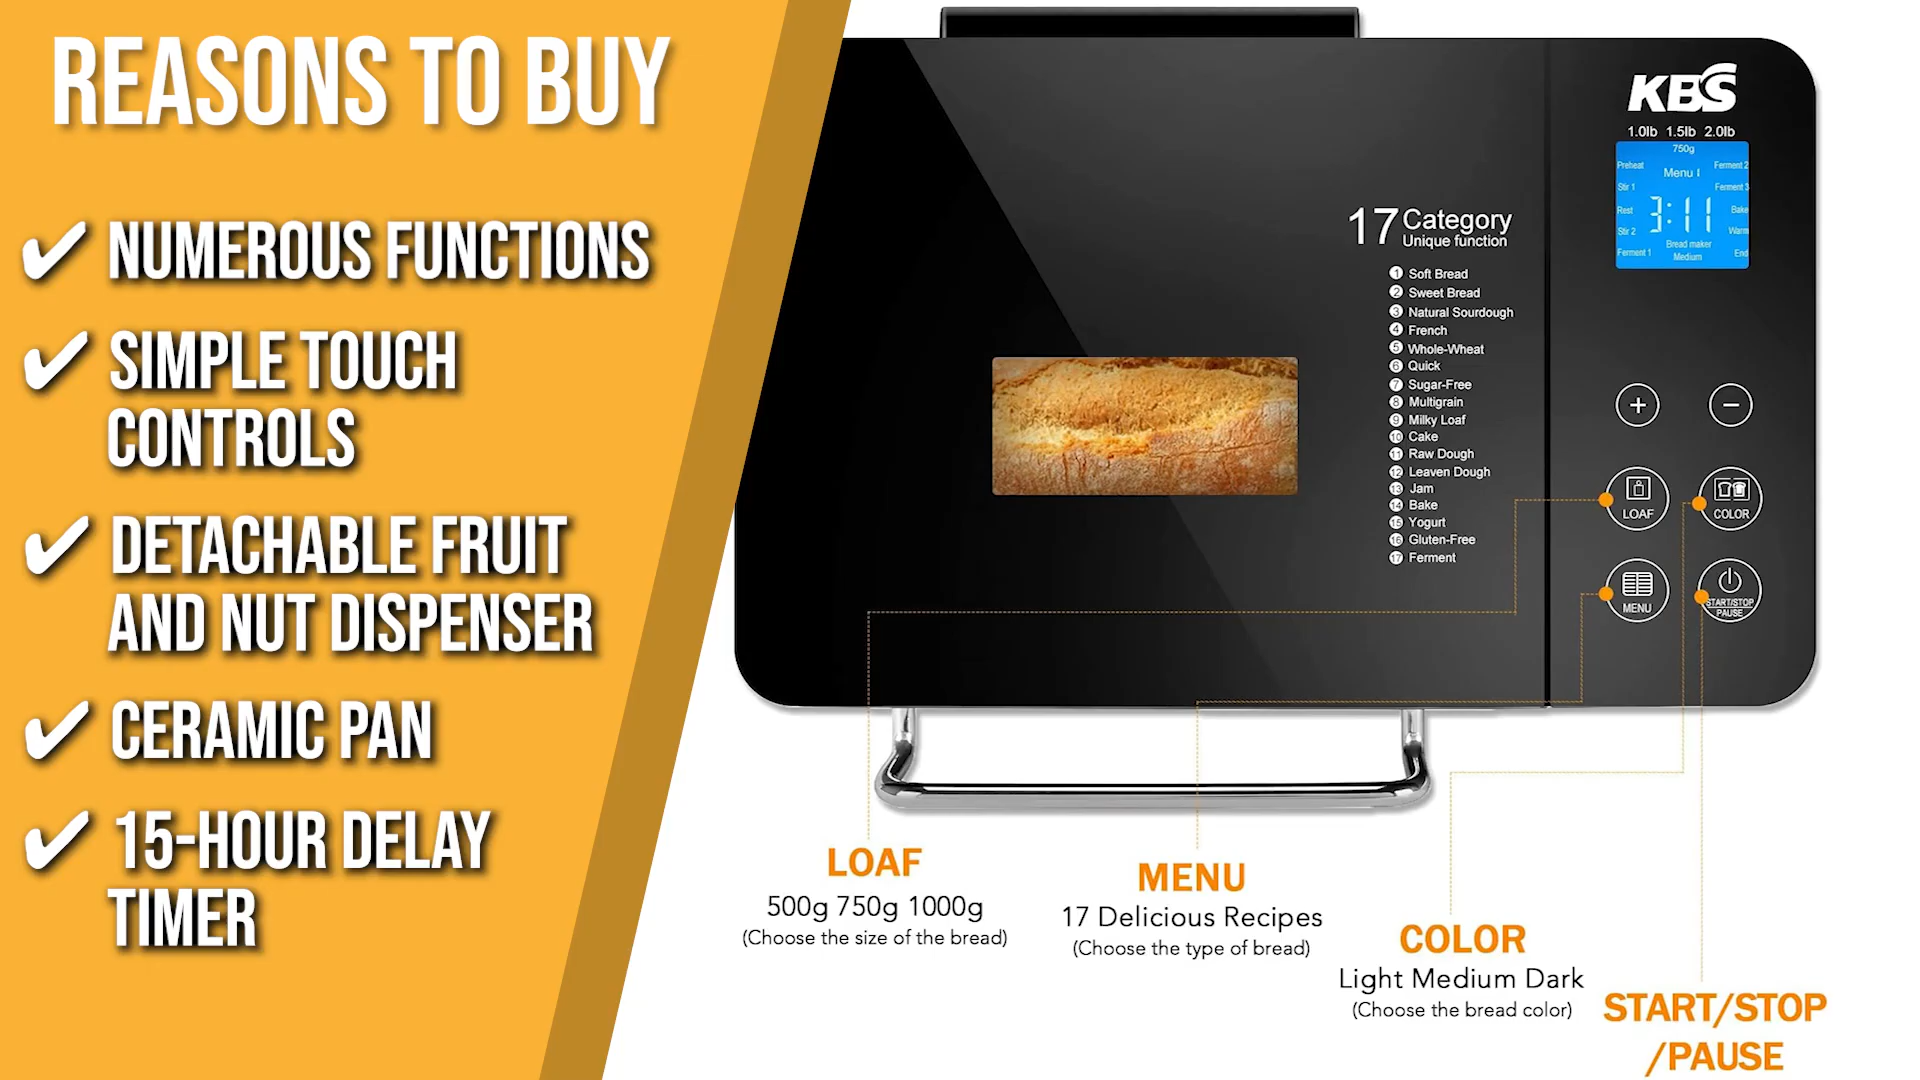 REASONS TO BUY
✔ NUMEROUS FUNCTIONS
✔ SIMPLE TOUCH
CONTROLS
✔ DETACHABLE FRUIT
AND NUT DISPENSER
✔ CERAMIC PAN
✔ 15-HOUR DELAY
TIMER
KBS
1.0lb 1.5lb 2.0lb
750g
Preheat
Ferment 2
Menu 1
Stir 1
Ferment 3
Rest
3:11
Bake
Stir 2
Warm
Bread maker
Ferment 1
Medium
End
17 Category
Unique function
1 Soft Bread
2 Sweet Bread
3 Natural Sourdough
4 French
5 Whole-Wheat
6 Quick
7 Sugar-Free
8 Multigrain
9 Milky Loaf
10 Cake
11 Raw Dough
12 Leaven Dough
13 Jam
14 Bake
15 Yogurt
16 Gluten-Free
17 Ferment
+ −
LOAF
COLOR
MENU
START/STOP
PAUSE
LOAF
500g 750g 1000g
(Choose the size of the bread)
MENU
17 Delicious Recipes
(Choose the type of bread)
COLOR
Light Medium Dark
(Choose the bread color)
START/STOP
/PAUSE